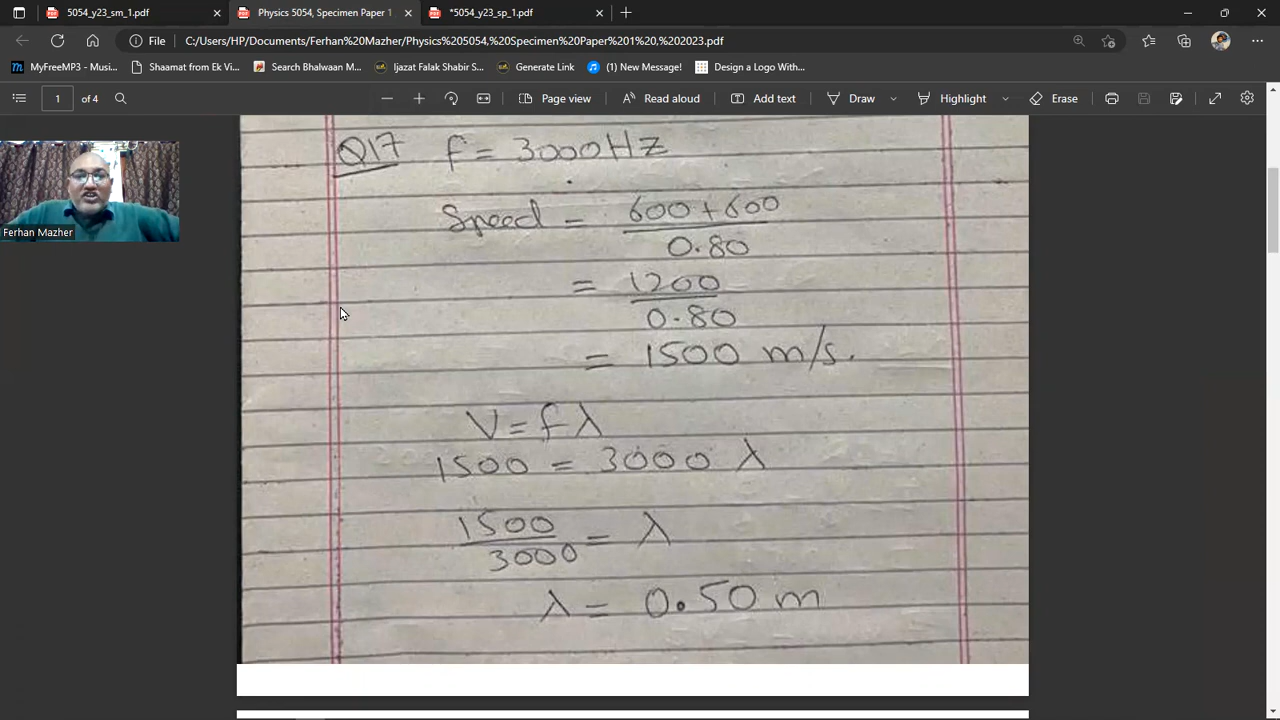 5054_y23_sm_1.pdf
Physics 5054, Specimen Paper 1
*5054_y23_sp_1.pdf
File C:/Users/HP/Documents/Ferhan%20Mazher/Physics%205054,%20Specimen%20Paper%201%20,%202023.pdf
MyFreeMP3 - Musi... Shaamat from Ek Vi... Search Bhalwaan M... Ijazat Falak Shabir S... Generate Link (1) New Message! Design a Logo With...
1 of 4 Page view Read aloud Add text Draw Highlight Erase
Ferhan Mazher
Q17 f = 3000HZ
Speed = 600 + 600
0.80
= 1200
0.80
= 1500 m/s.
V = fλ
1500 = 3000 λ
1500
3000 = λ
λ = 0.50 m